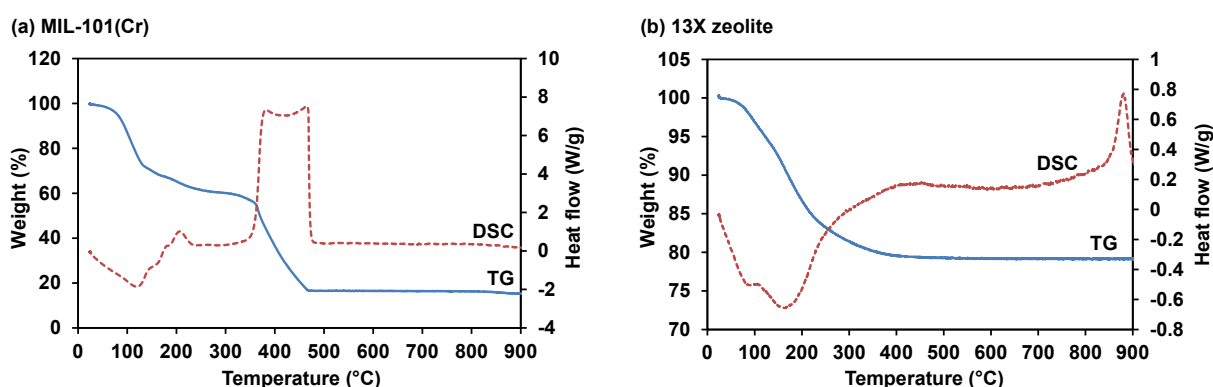 (a) MIL-101(Cr)
120
100
80
60
40
20
0
Weight (%)
10
8
6
4
2
0
-2
-4
Heat flow (W/g)
DSC
TG
0 100 200 300 400 500 600 700 800 900
Temperature (°C)
(b) 13X zeolite
105
100
95
90
85
80
75
70
Weight (%)
1
0.8
0.6
0.4
0.2
0
-0.2
-0.4
-0.6
-0.8
Heat flow (W/g)
DSC
TG
0 100 200 300 400 500 600 700 800 900
Temperature (°C)